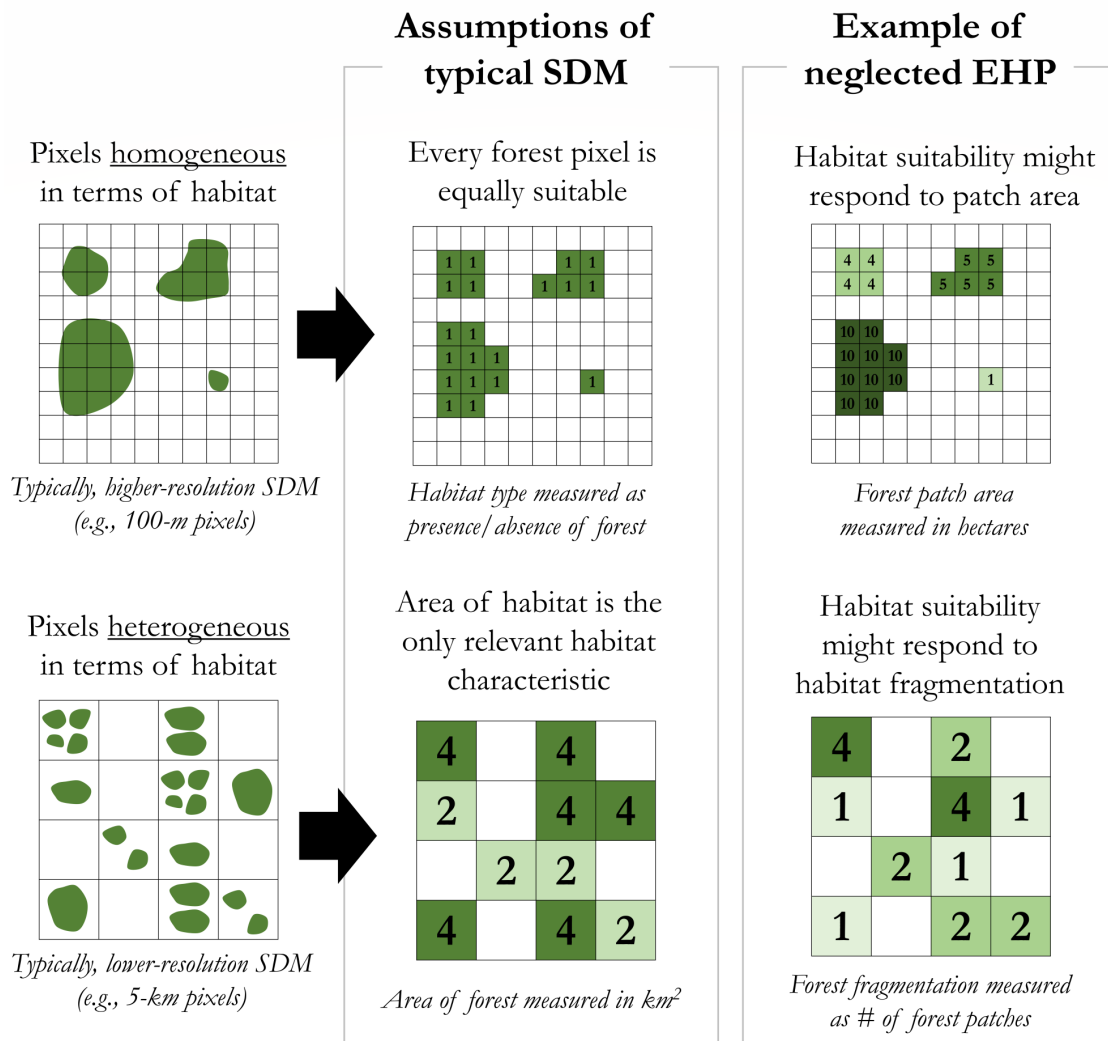 Assumptions of
typical SDM
Example of
neglected EHP
Pixels homogeneous
in terms of habitat
Typically, higher-resolution SDM
(e.g., 100-m pixels)
Every forest pixel is
equally suitable
1 1 1 1
1 1 1 1 1
1 1
1 1 1
1 1 1 1
1 1
Habitat type measured as
presence/absence of forest
Habitat suitability might
respond to patch area
4 4 5 5
4 4 5 5 5
10 10
10 10 10
10 10 10 1
10 10
Forest patch area
measured in hectares
Pixels heterogeneous
in terms of habitat
Typically, lower-resolution SDM
(e.g., 5-km pixels)
Area of habitat is the
only relevant habitat
characteristic
4 4
2 4 4
2 2
4 4 2
Area of forest measured in km²
Habitat suitability
might respond to
habitat fragmentation
4 2
1 4 1
2 1
1 2 2
Forest fragmentation measured
as # of forest patches